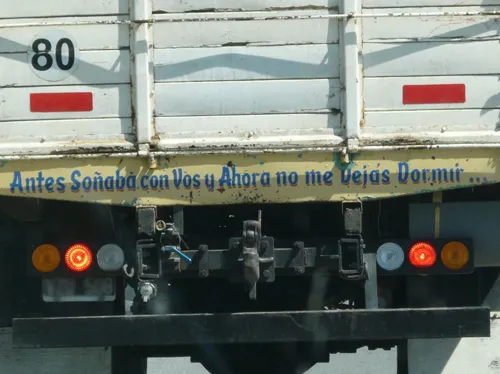 80
Antes Soñaba con Vos y Ahora no me Dejas Dormir ...